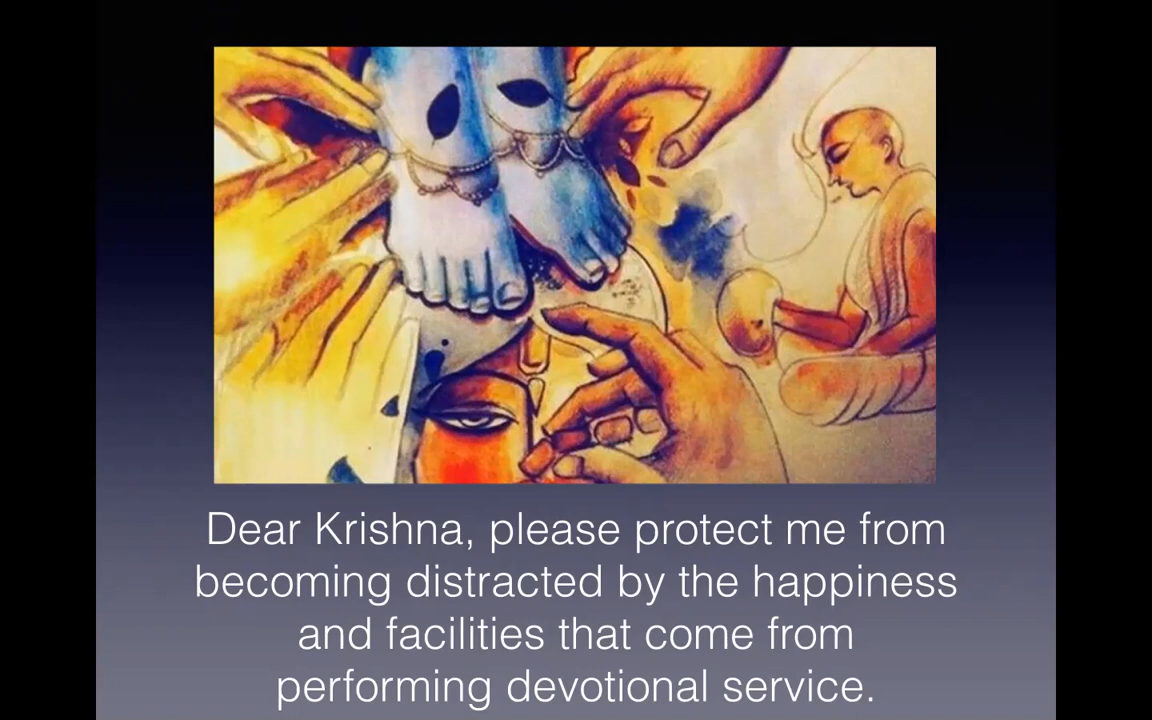 Dear Krishna, please protect me from
becoming distracted by the happiness
and facilities that come from
performing devotional service.